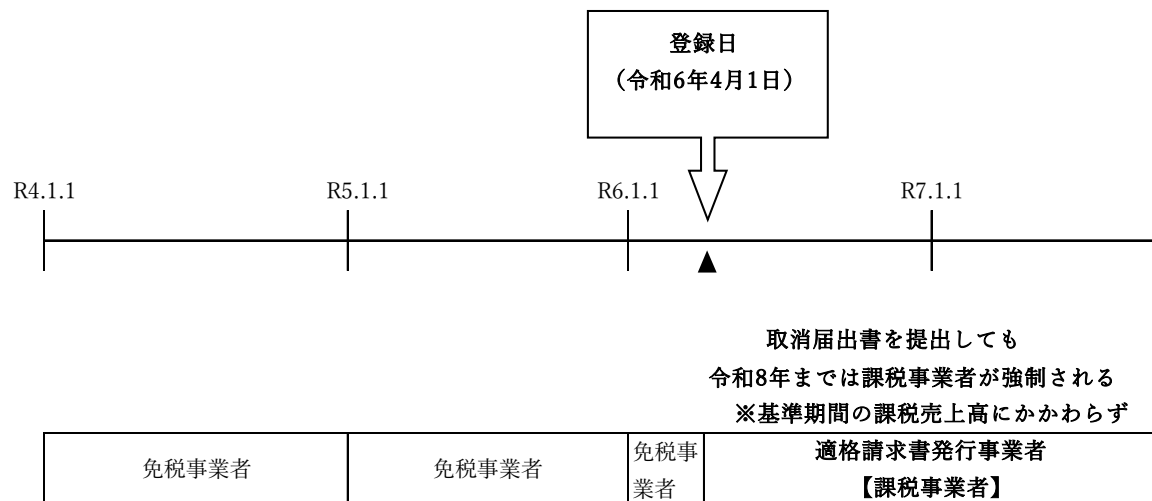 登録日
（令和6年4月1日）
R4.1.1
R5.1.1
R6.1.1
R7.1.1
▲
取消届出書を提出しても
令和8年までは課税事業者が強制される
※基準期間の課税売上高にかかわらず
免税事業者
免税事業者
免税事
業者
適格請求書発行事業者
【課税事業者】